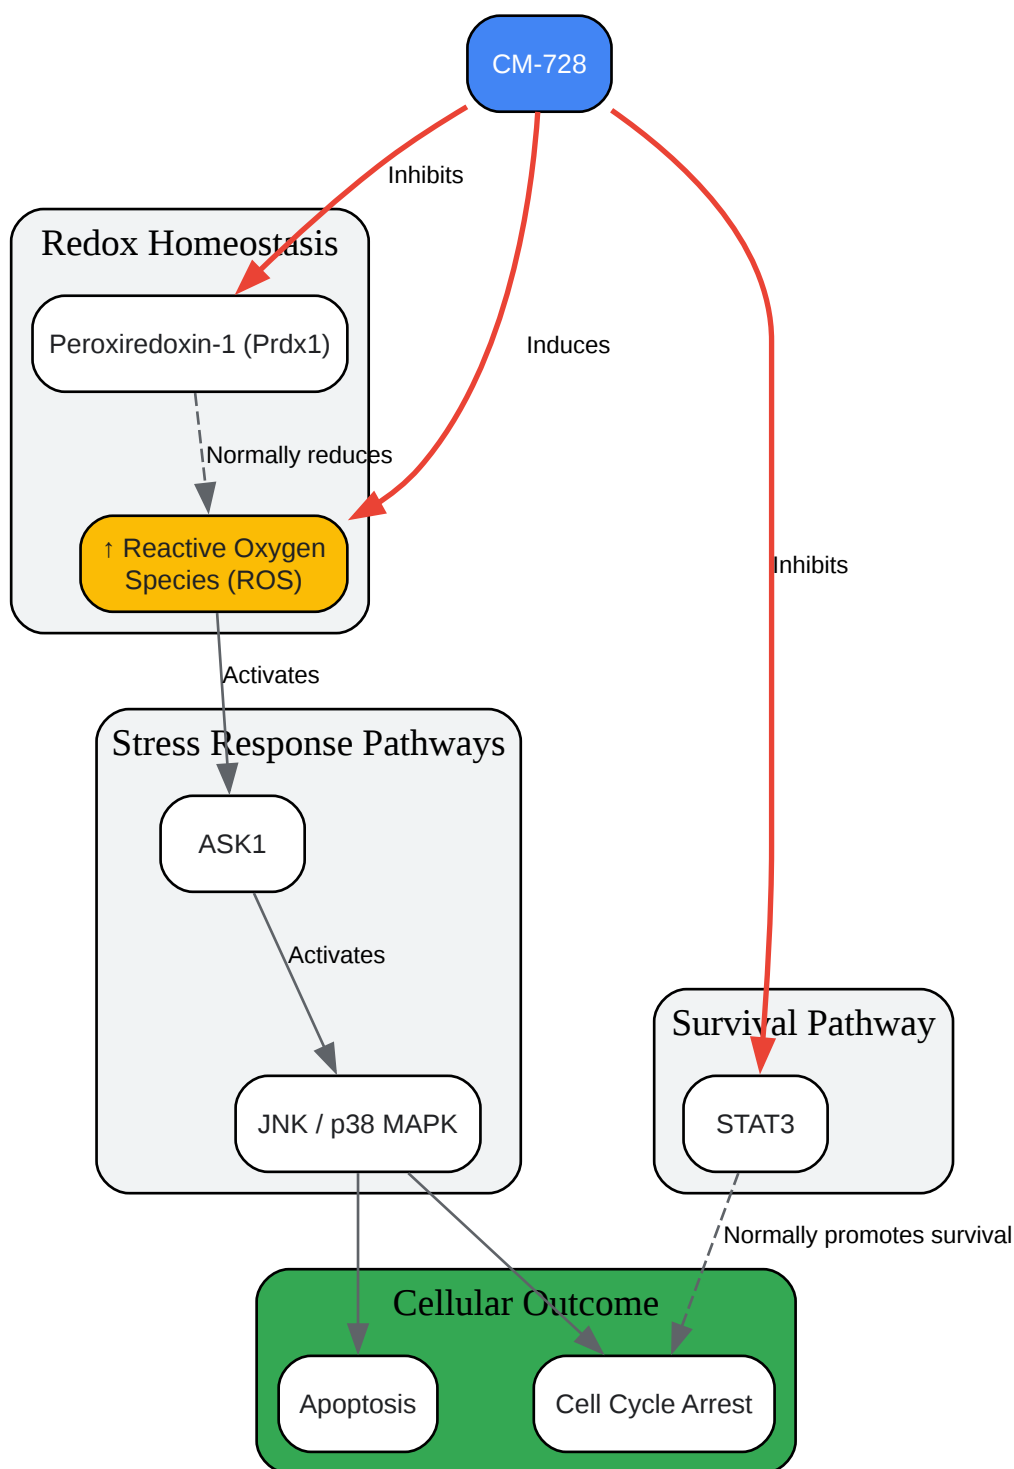 CM-728
Inhibits
Redox Homeostasis
Peroxiredoxin-1 (Prdx1)
Induces
Normally reduces
↑ Reactive Oxygen
Species (ROS)
Inhibits
Activates
Stress Response Pathways
ASK1
Activates
Survival Pathway
JNK / p38 MAPK
STAT3
Normally promotes survival
Cellular Outcome
Apoptosis
Cell Cycle Arrest